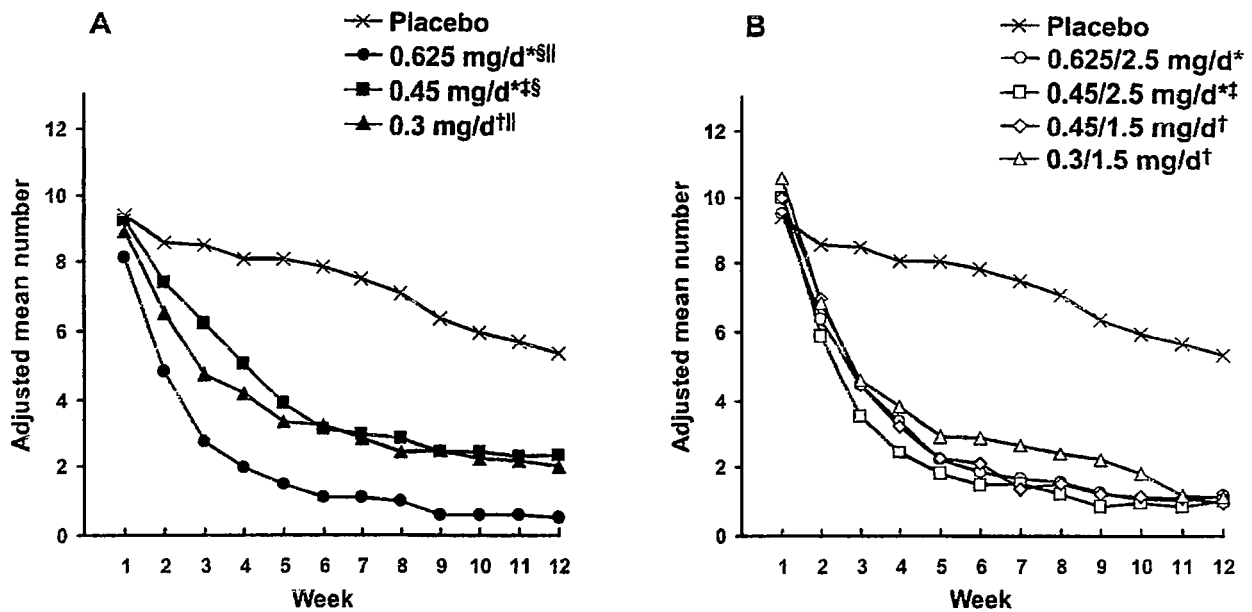 A
Placebo
0.625 mg/d*§||
0.45 mg/d*‡§
0.3 mg/d†||
Adjusted mean number
12
10
8
6
4
2
0
1 2 3 4 5 6 7 8 9 10 11 12
Week
B
Placebo
0.625/2.5 mg/d*
0.45/2.5 mg/d*‡
0.45/1.5 mg/d†
0.3/1.5 mg/d†
Adjusted mean number
12
10
8
6
4
2
0
1 2 3 4 5 6 7 8 9 10 11 12
Week